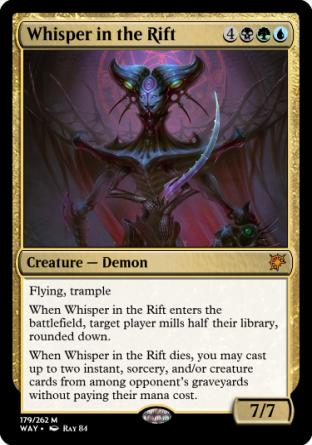 Whisper in the Rift 4
Creature — Demon
Flying, trample
When Whisper in the Rift enters the
battlefield, target player mills half their library,
rounded down.
When Whisper in the Rift dies, you may cast
up to two instant, sorcery, and/or creature
cards from among opponent's graveyards
without paying their mana cost.
7/7
179/262 M
WAY • RAY 84